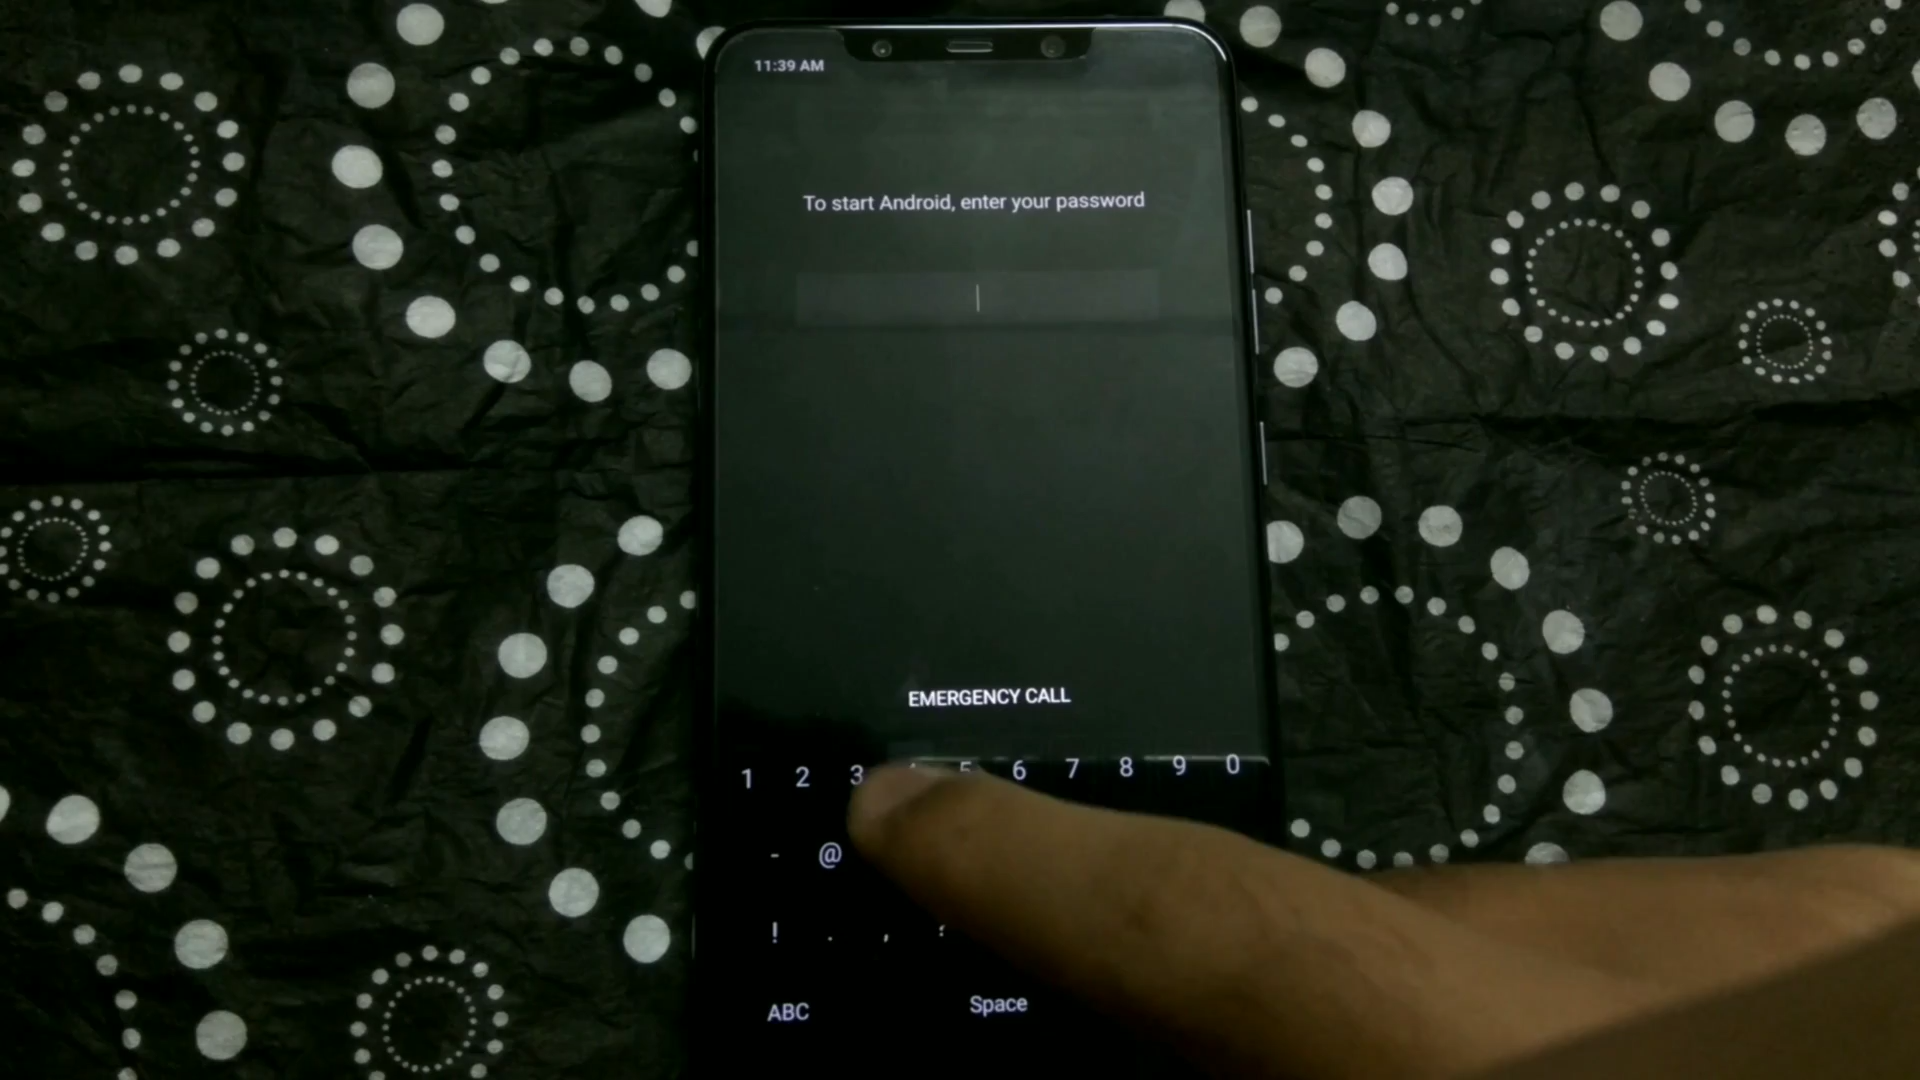 11:39 AM
To start Android, enter your password
EMERGENCY CALL
1 2 3 5 6 7 8 9 0
- @
! . ,
ABC Space